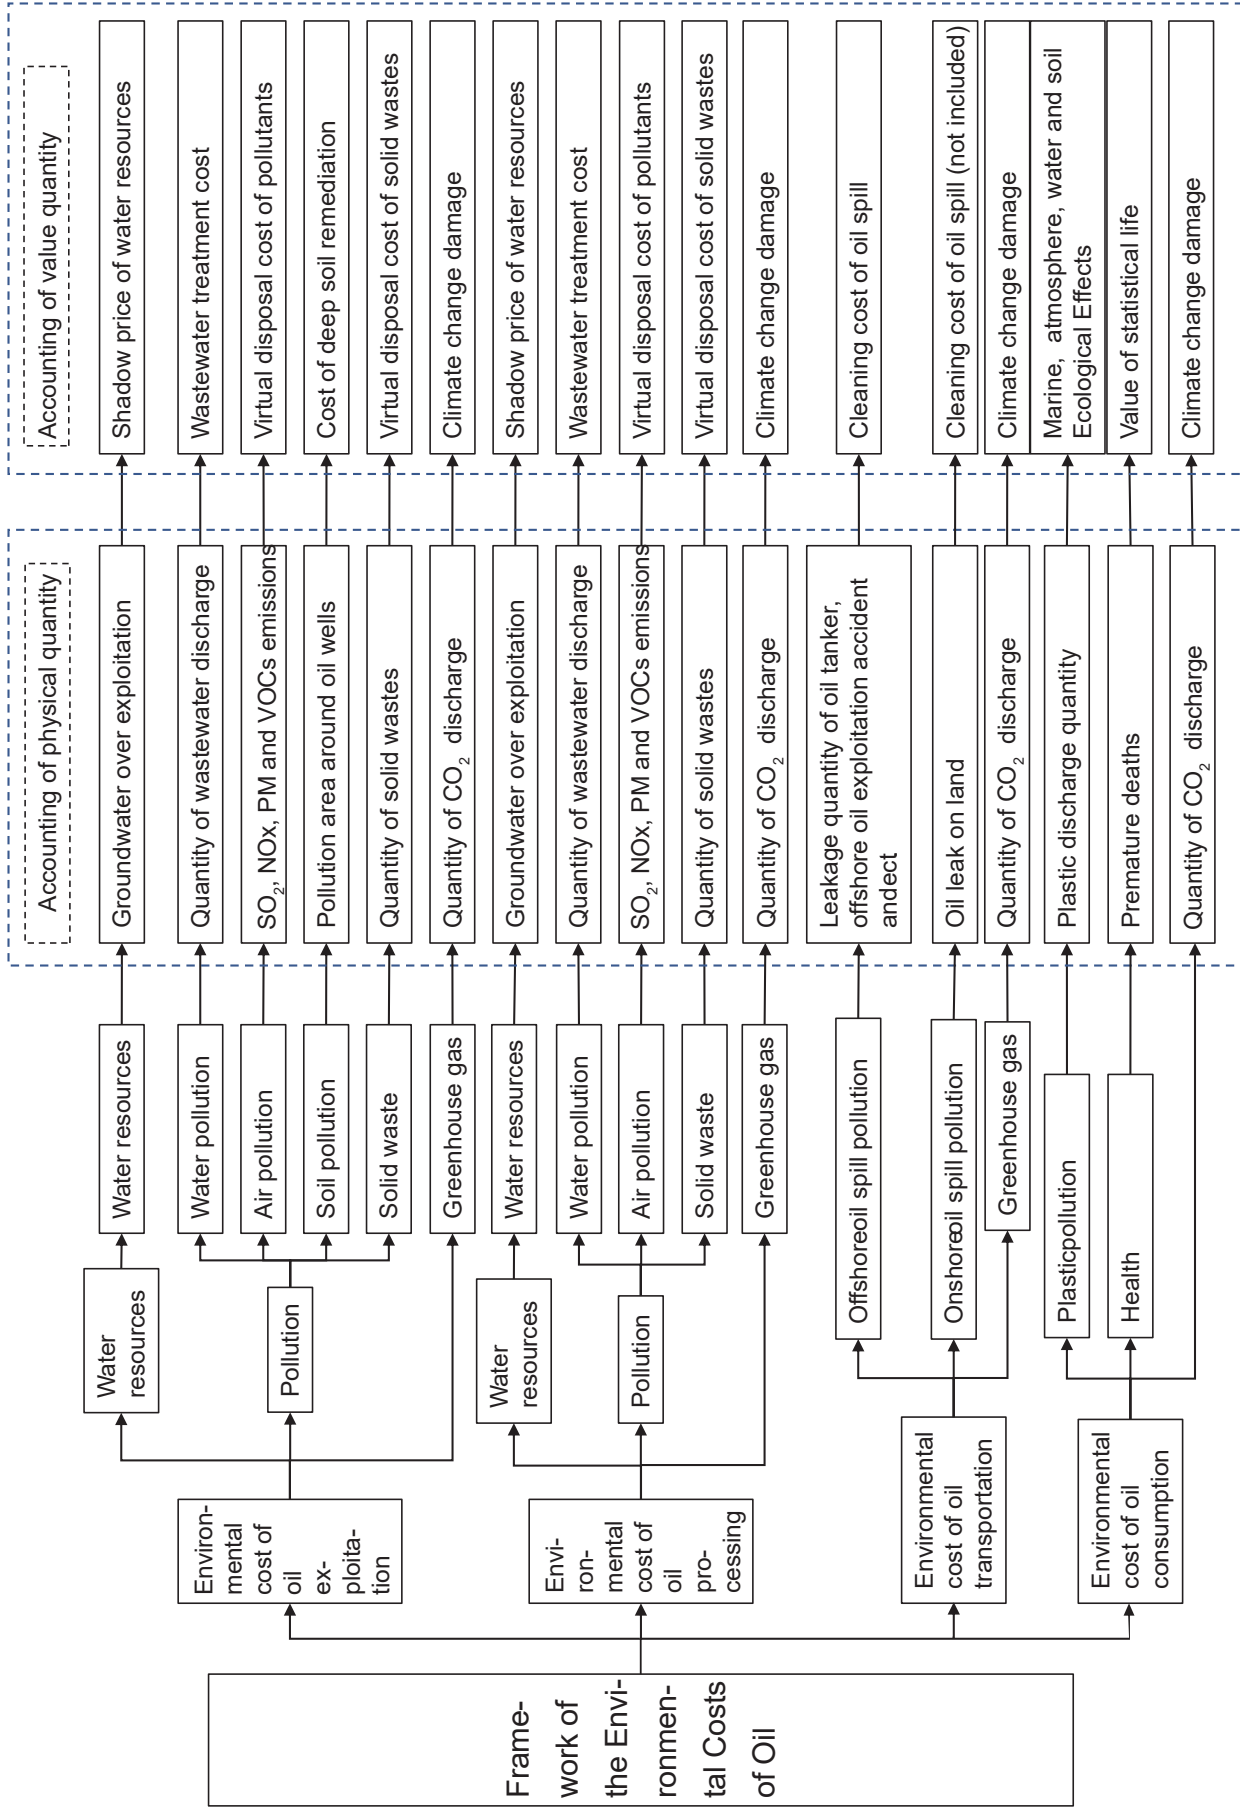 Frame-
work of
the Envi-
ronmen-
tal Costs
of Oil
Environ-
mental
cost of
oil
ex-
ploita-
tion
Envi-
ron-
mental
cost of
oil
pro-
cessing
Environmental
cost of oil
transportation
Environmental
cost of oil
consumption
Water
resources
Pollution
Water
resources
Pollution
Water resources
Water pollution
Air pollution
Soil pollution
Solid waste
Greenhouse gas
Water resources
Water pollution
Air pollution
Solid waste
Greenhouse gas
Offshoreoil spill pollution
Onshoreoil spill pollution
Greenhouse gas
Plasticpollution
Health
Accounting of physical quantity
Groundwater over exploitation
Quantity of wastewater discharge
SO₂, NOx, PM and VOCs emissions
Pollution area around oil wells
Quantity of solid wastes
Quantity of CO₂ discharge
Groundwater over exploitation
Quantity of wastewater discharge
SO₂, NOx, PM and VOCs emissions
Quantity of solid wastes
Quantity of CO₂ discharge
Leakage quantity of oil tanker,
offshore oil exploitation accident
andect
Oil leak on land
Quantity of CO₂ discharge
Plastic discharge quantity
Premature deaths
Quantity of CO₂ discharge
Accounting of value quantity
Shadow price of water resources
Wastewater treatment cost
Virtual disposal cost of pollutants
Cost of deep soil remediation
Virtual disposal cost of solid wastes
Climate change damage
Shadow price of water resources
Wastewater treatment cost
Virtual disposal cost of pollutants
Virtual disposal cost of solid wastes
Climate change damage
Cleaning cost of oil spill
Cleaning cost of oil spill (not included)
Climate change damage
Marine, atmosphere, water and soil
Ecological Effects
Value of statistical life
Climate change damage